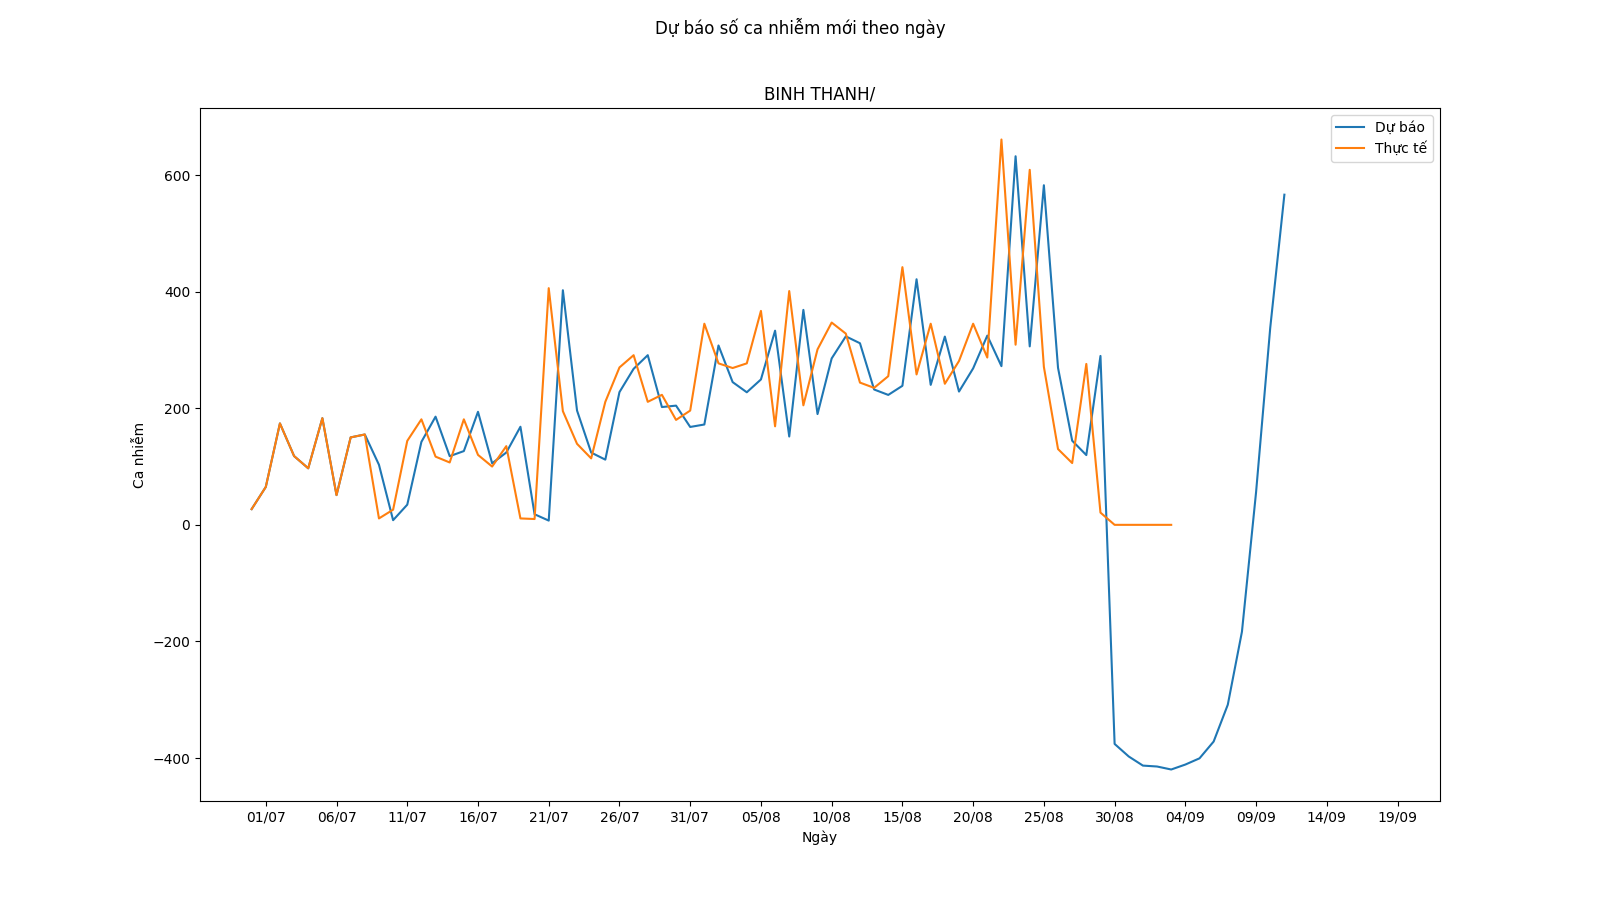 Dự báo số ca nhiễm mới theo ngày
BINH THANH/
Dự báo
Thực tế
600
400
200
0
−200
−400
Ca nhiễm
01/07 06/07 11/07 16/07 21/07 26/07 31/07 05/08 10/08 15/08 20/08 25/08 30/08 04/09 09/09 14/09 19/09
Ngày